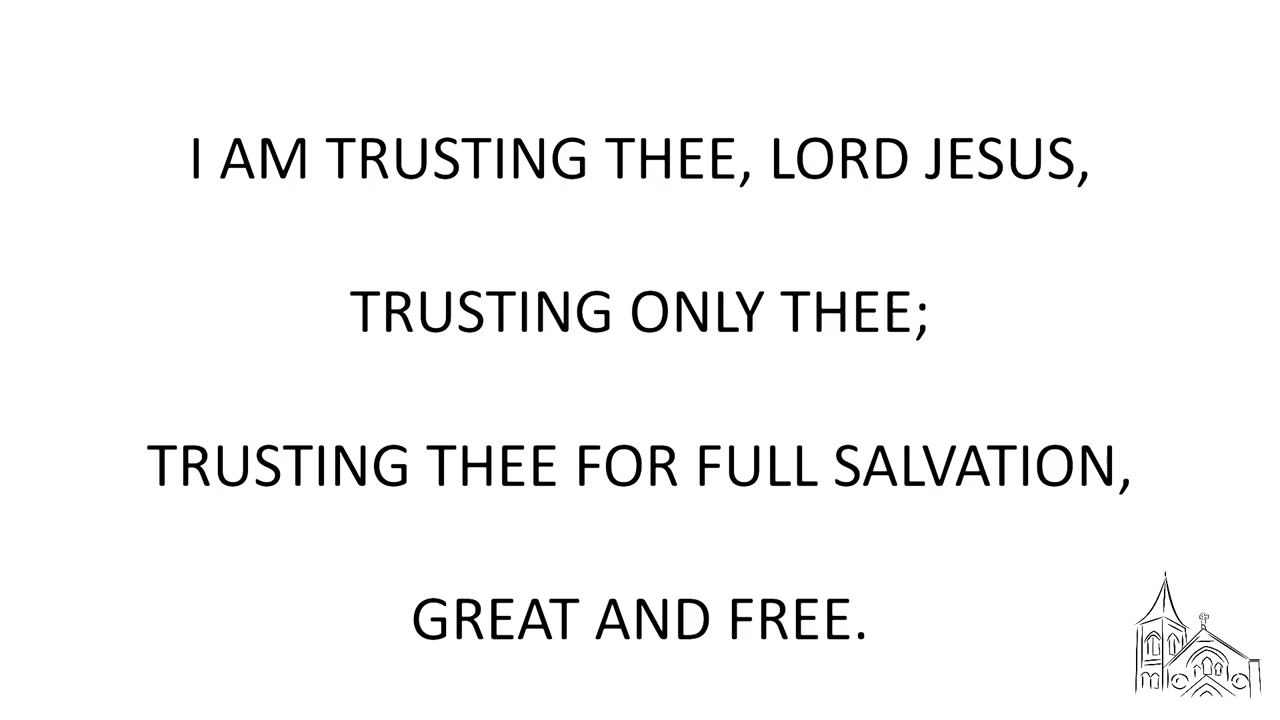 I AM TRUSTING THEE, LORD JESUS,
TRUSTING ONLY THEE;
TRUSTING THEE FOR FULL SALVATION,
GREAT AND FREE.